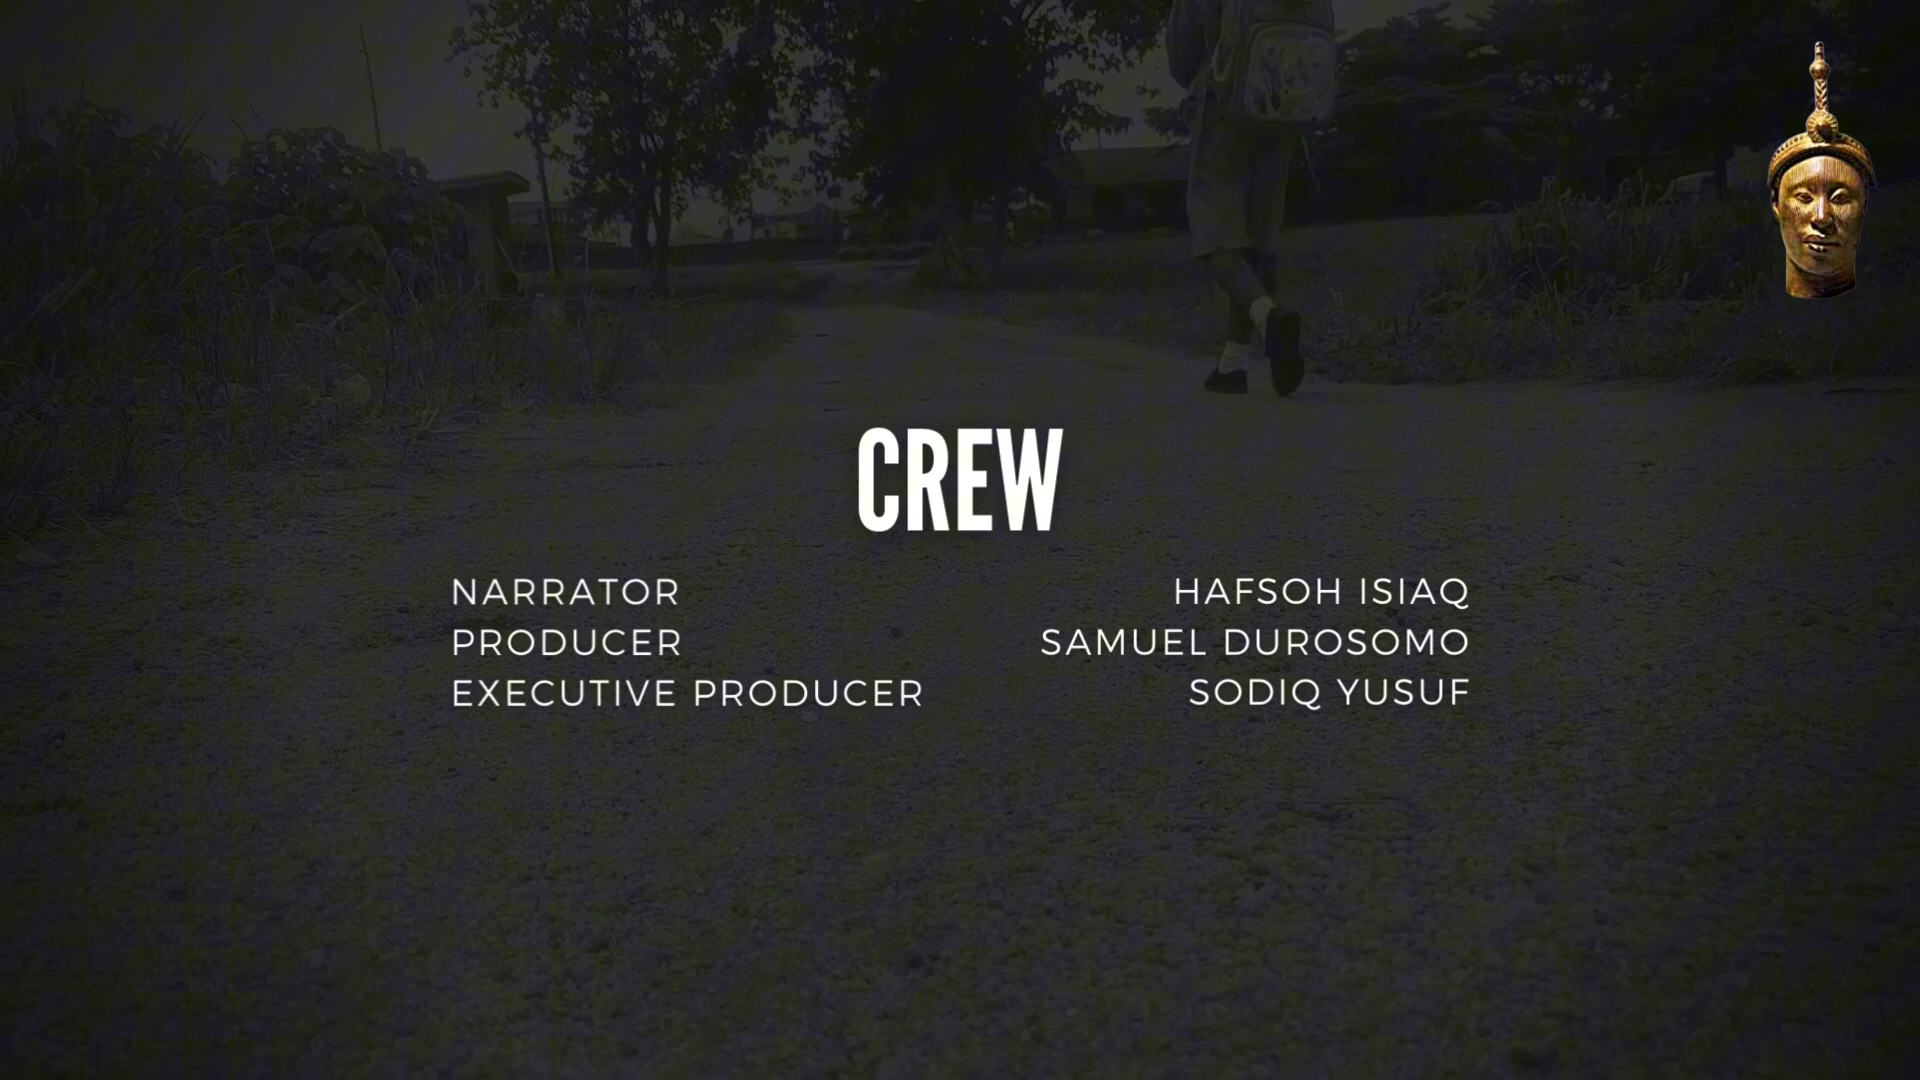 CREW
NARRATOR HAFSOH ISIAQ
PRODUCER SAMUEL DUROSOMO
EXECUTIVE PRODUCER SODIQ YUSUF